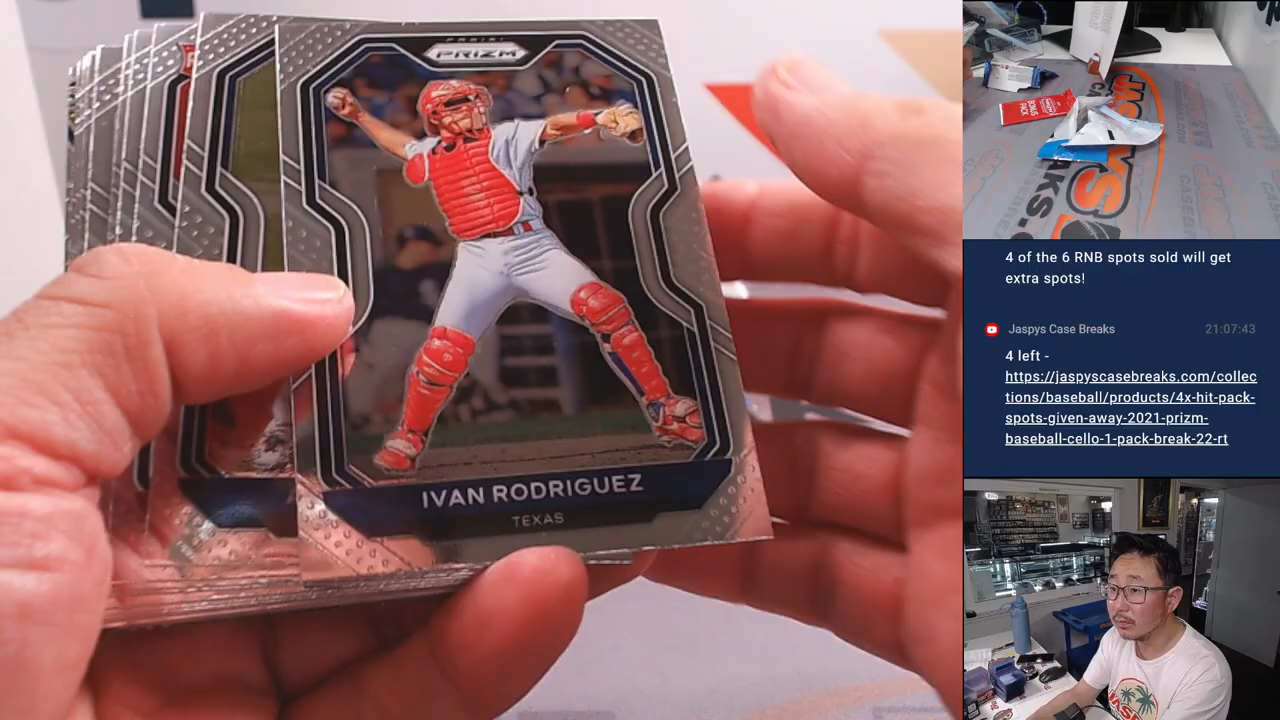 PANINI
PRIZM
IVAN RODRIGUEZ
TEXAS
4 of the 6 RNB spots sold will get
extra spots!
Jaspys Case Breaks
21:07:43
4 left -
https://jaspyscasebreaks.com/collec
tions/baseball/products/4x-hit-pack-
spots-given-away-2021-prizm-
baseball-cello-1-pack-break-22-rt